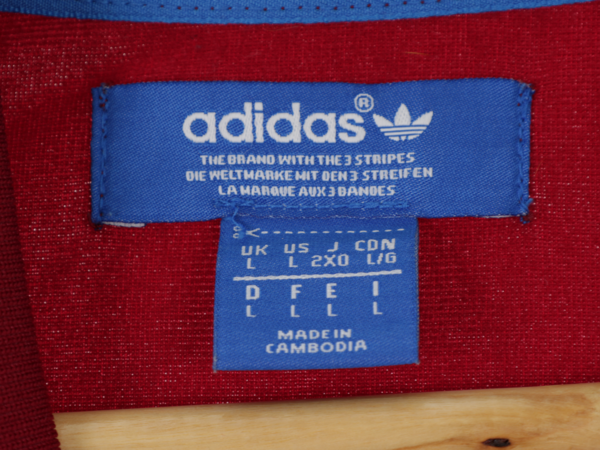 adidas®
THE BRAND WITH THE 3 STRIPES
DIE WELTMARKE MIT DEN 3 STREIFEN
LA MARQUE AUX 3 BANDES
UK US J CDN
L L 2XO L/G
D F E I
L L L L
MADE IN
CAMBODIA